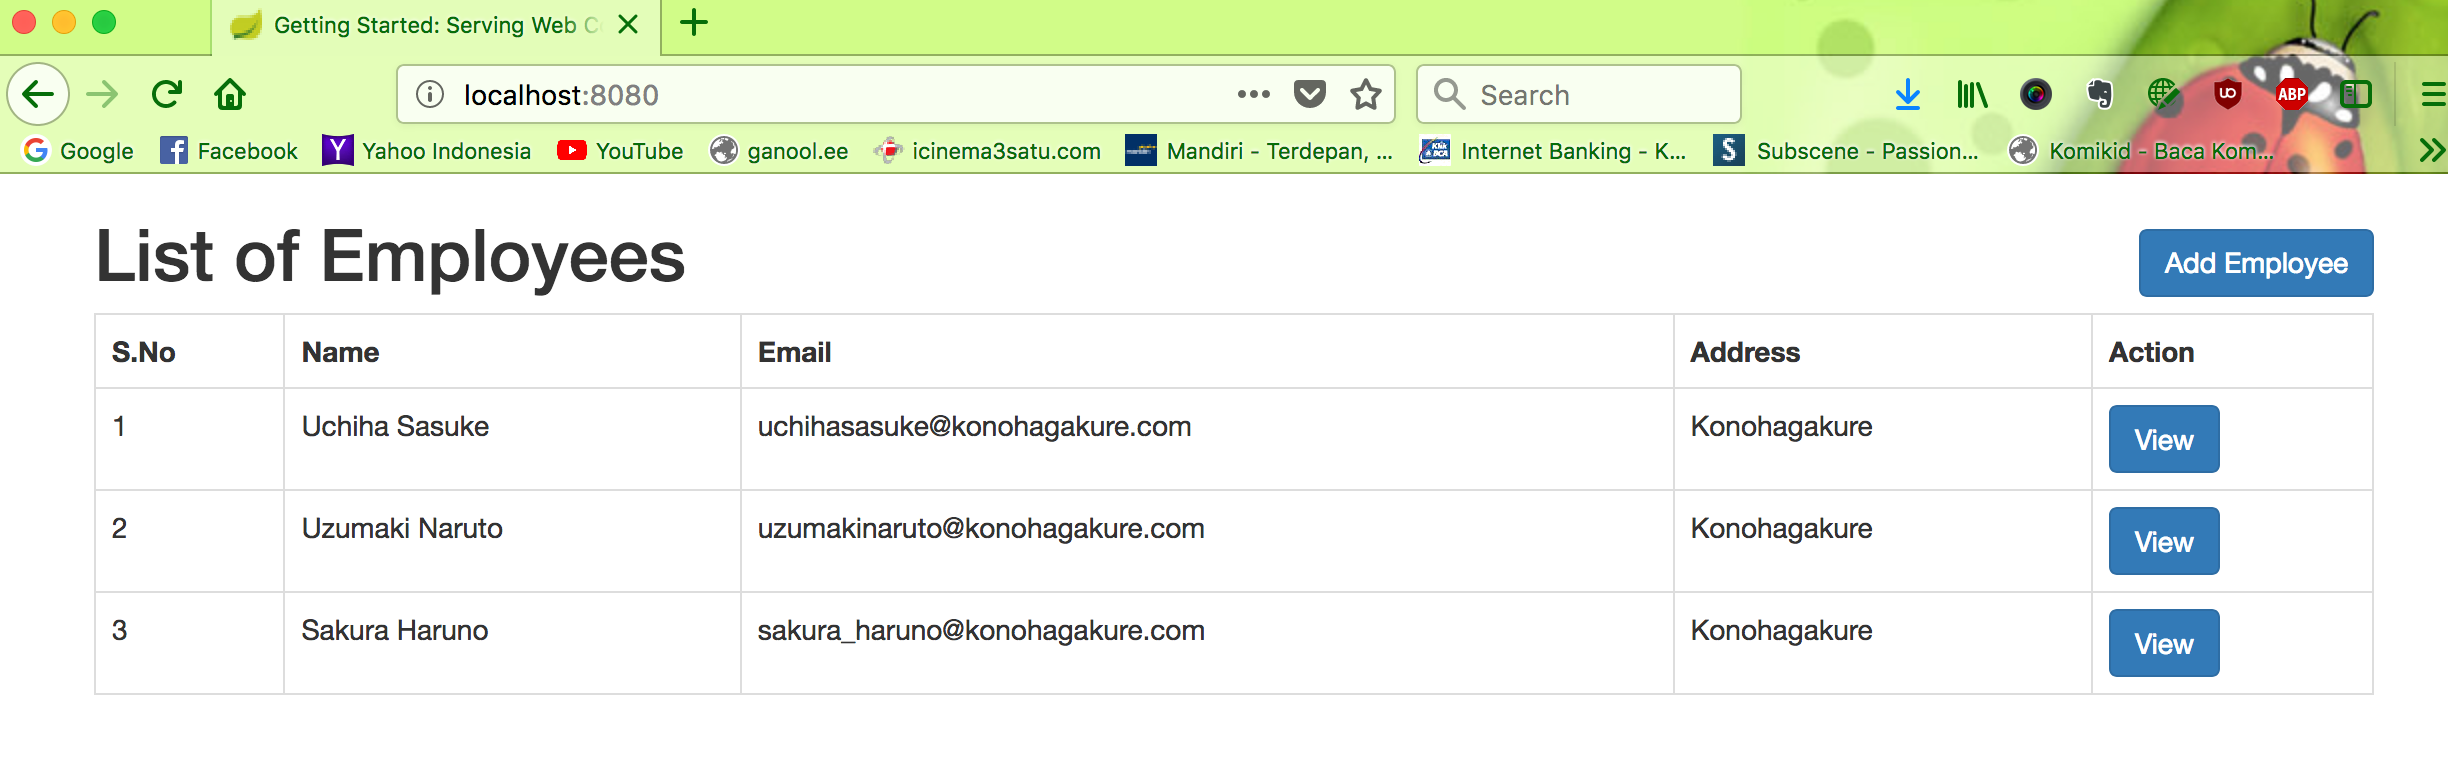 Getting Started: Serving Web C
localhost:8080 Search
ABP
Google Facebook Yahoo Indonesia YouTube ganool.ee icinema3satu.com Mandiri - Terdepan, ... Internet Banking - K... Subscene - Passion... Komikid - Baca Kom...
List of Employees Add Employee
S.No Name Email Address Action
1 Uchiha Sasuke uchihasasuke@konohagakure.com Konohagakure View
2 Uzumaki Naruto uzumakinaruto@konohagakure.com Konohagakure View
3 Sakura Haruno sakura_haruno@konohagakure.com Konohagakure View